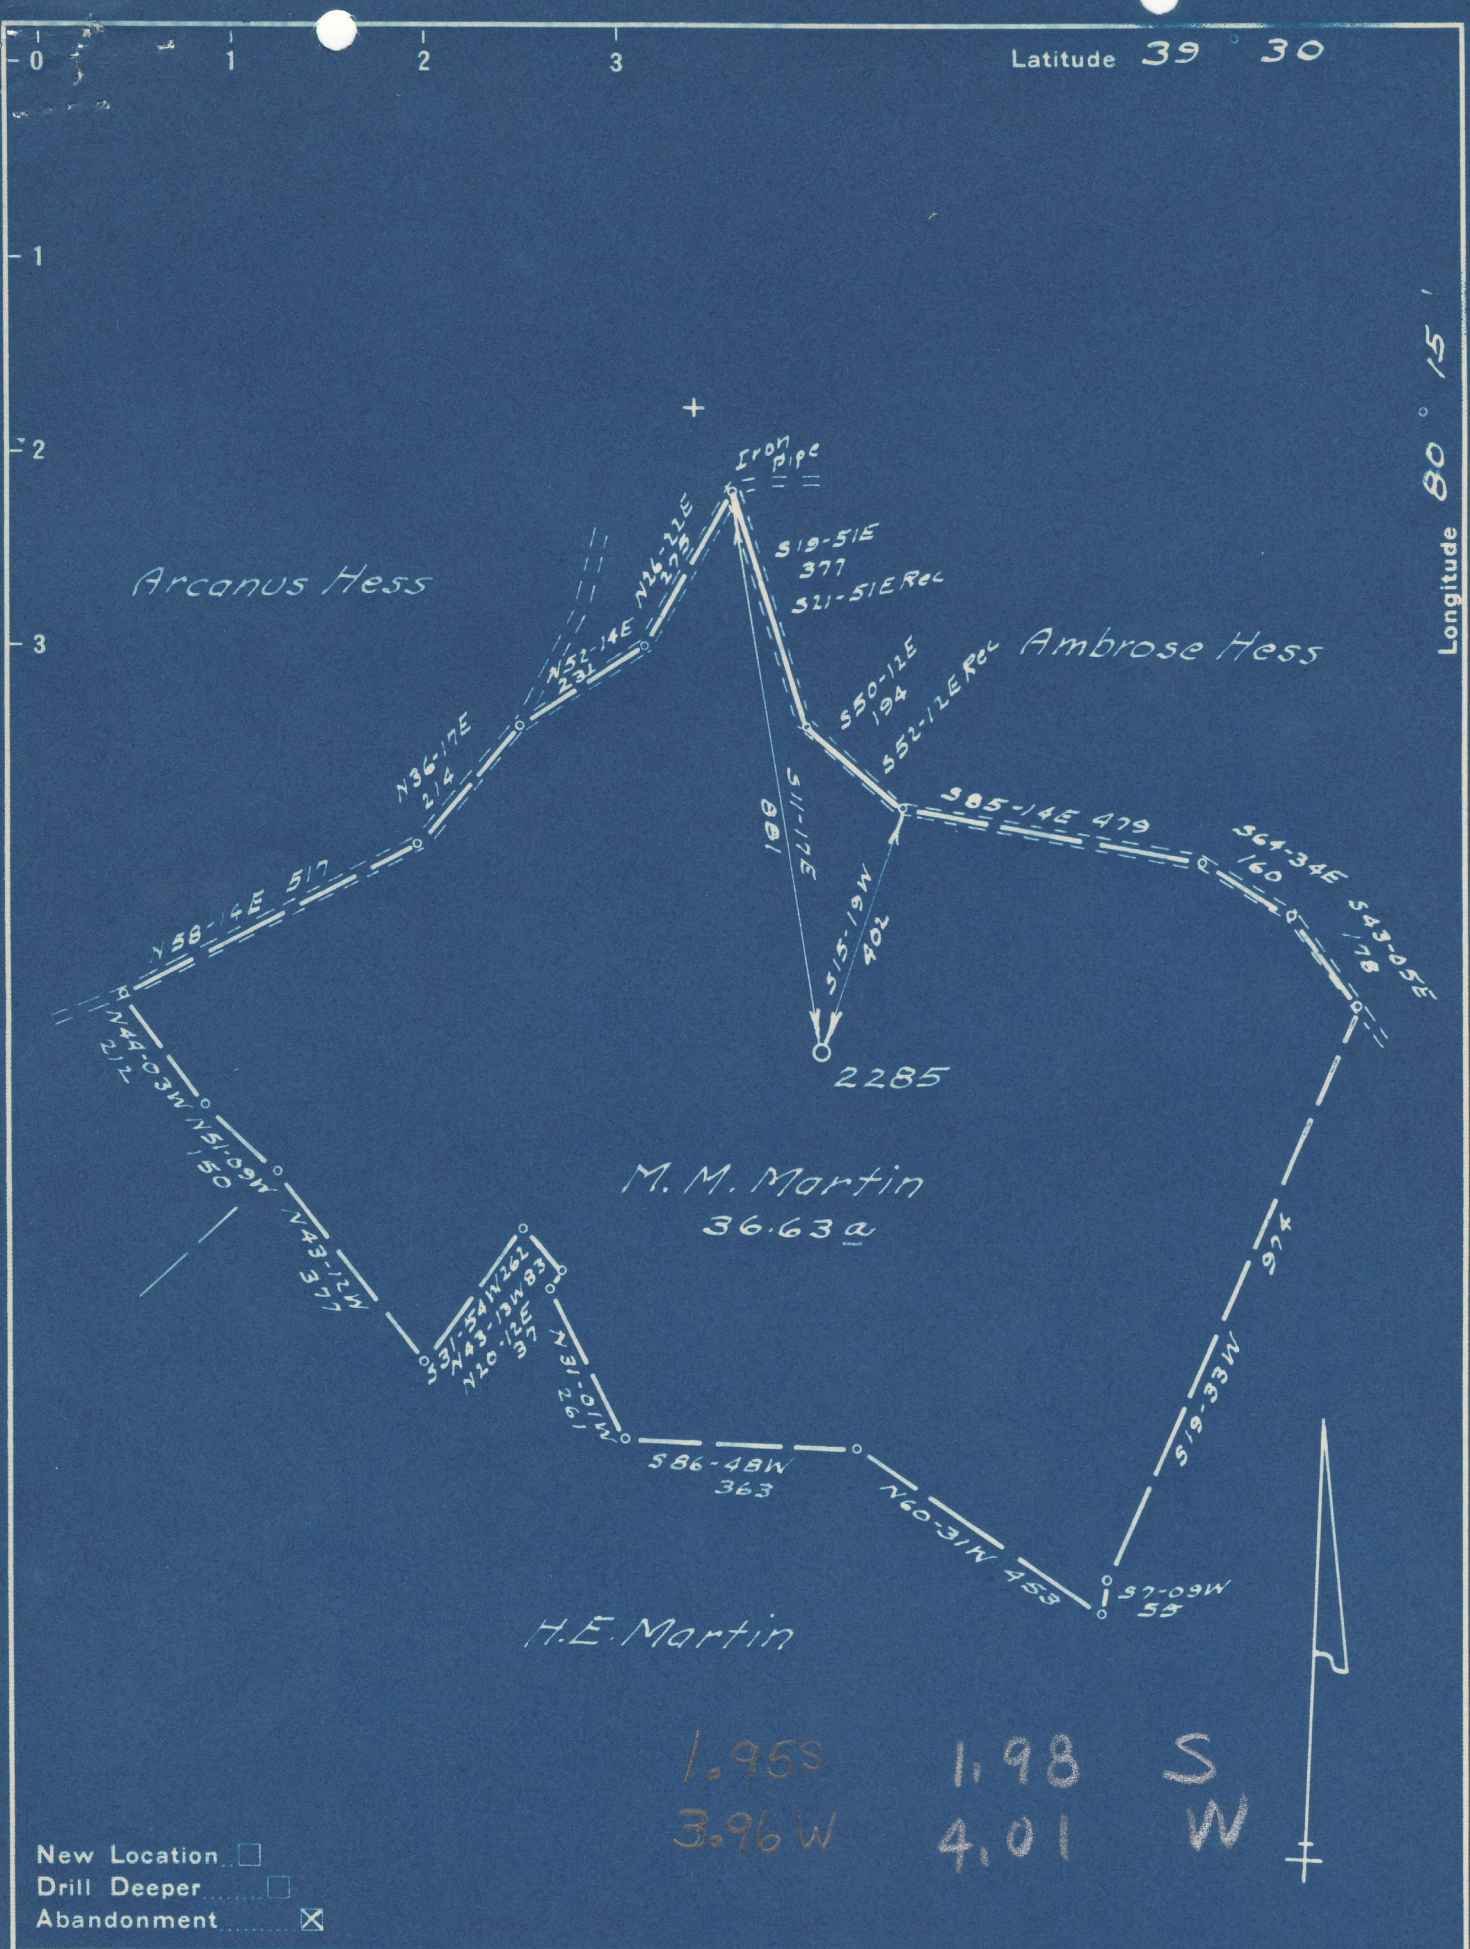 0 1 2 3
Latitude 39° 30
1
2
3
Longitude 80° 15'
Iron
Pipe
N26-22E
275
S19-51E
377
S21-51E Rec
Arcanus Hess
N52-14E
232
S50-12E
194
S52-12E Rec
Ambrose Hess
N36-17E
214
S11-17E
881
S85-14E 479
S64-34E
160
S43-05E
178
N58-14E 517
S15-19W
402
N44-03W
212
2285
N51-09W
150
M. M. Martin
36.63 a
N43-12W
377
S31-54W 262
N43-13W 83
N20-12E
37
N31-01W
261
974
S19-33W
S86-48W
363
N60-31W 453
S7-09W
55
H.E. Martin
1.95S
3.96 W
1.98 S
4.01 W
New Location
Drill Deeper
Abandonment